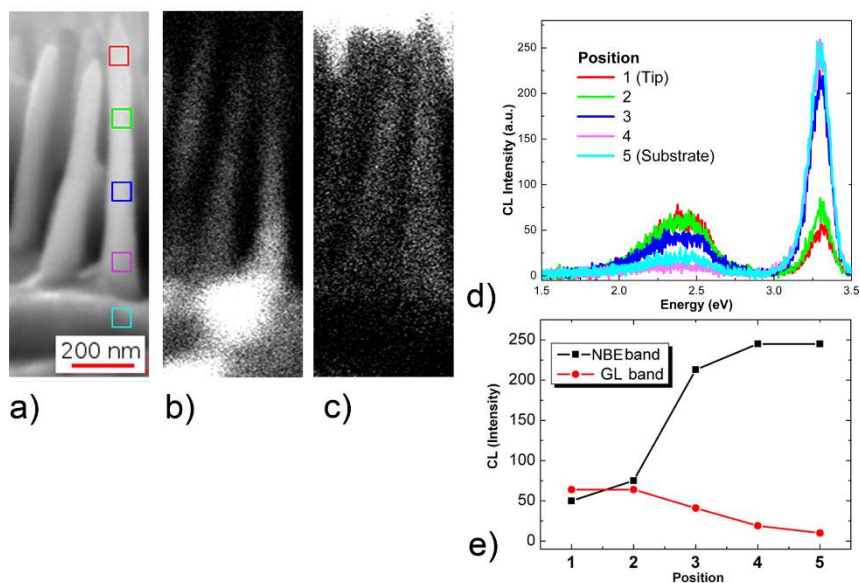 200 nm
a)
b)
c)
Position
1 (Tip)
2
3
4
5 (Substrate)
CL Intensity (a.u.)
250
200
150
100
50
0
1.5 2.0 2.5 3.0 3.5
Energy (eV)
d)
NBE band
GL band
CL (Intensity)
250
200
150
100
50
0
1 2 3 4 5
Position
e)